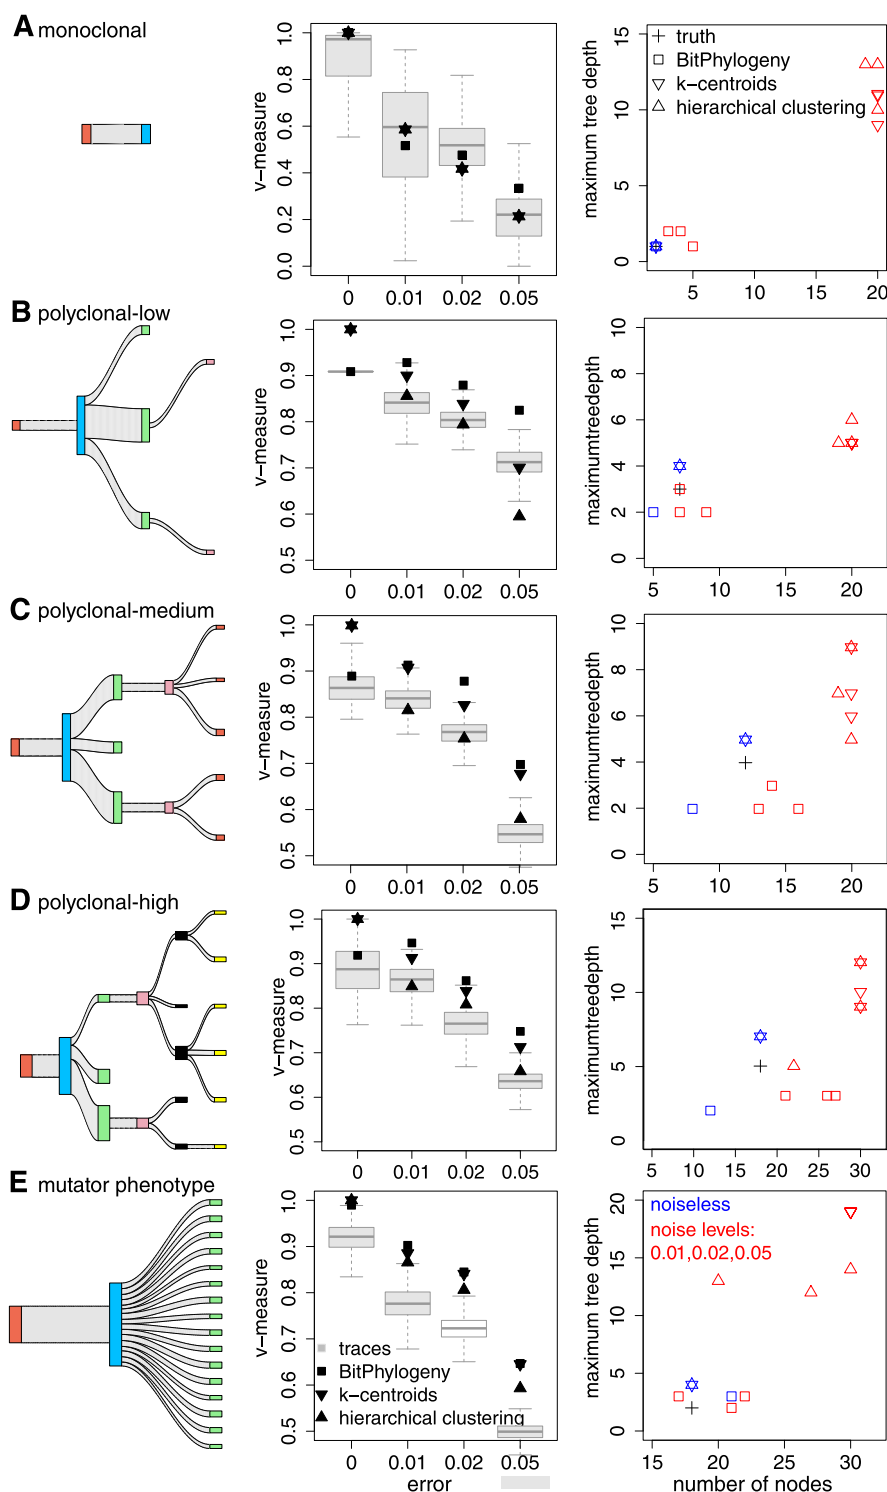 A monoclonal
v−measure
0.0 0.2 0.4 0.6 0.8 1.0
0 0.01 0.02 0.05
maximum tree depth
0 5 10 15
5 10 15 20
truth
BitPhylogeny
k−centroids
hierarchical clustering
B polyclonal-low
v−measure
0.5 0.6 0.7 0.8 0.9 1.0
0 0.01 0.02 0.05
maximumtreedepth
0 2 4 6 8 10
5 10 15 20
C polyclonal-medium
v−measure
0.5 0.6 0.7 0.8 0.9 1.0
0 0.01 0.02 0.05
maximumtreedepth
0 2 4 6 8 10
5 10 15 20
D polyclonal-high
v−measure
0.5 0.6 0.7 0.8 0.9 1.0
0 0.01 0.02 0.05
maximumtreedepth
0 5 10 15
5 10 15 20 25 30
E mutator phenotype
v−measure
0.5 0.6 0.7 0.8 0.9 1.0
traces
BitPhylogeny
k−centroids
hierarchical clustering
0 0.01 0.02 0.05
error
maximum tree depth
0 5 10 15 20
noiseless
noise levels:
0.01,0.02,0.05
15 20 25 30
number of nodes